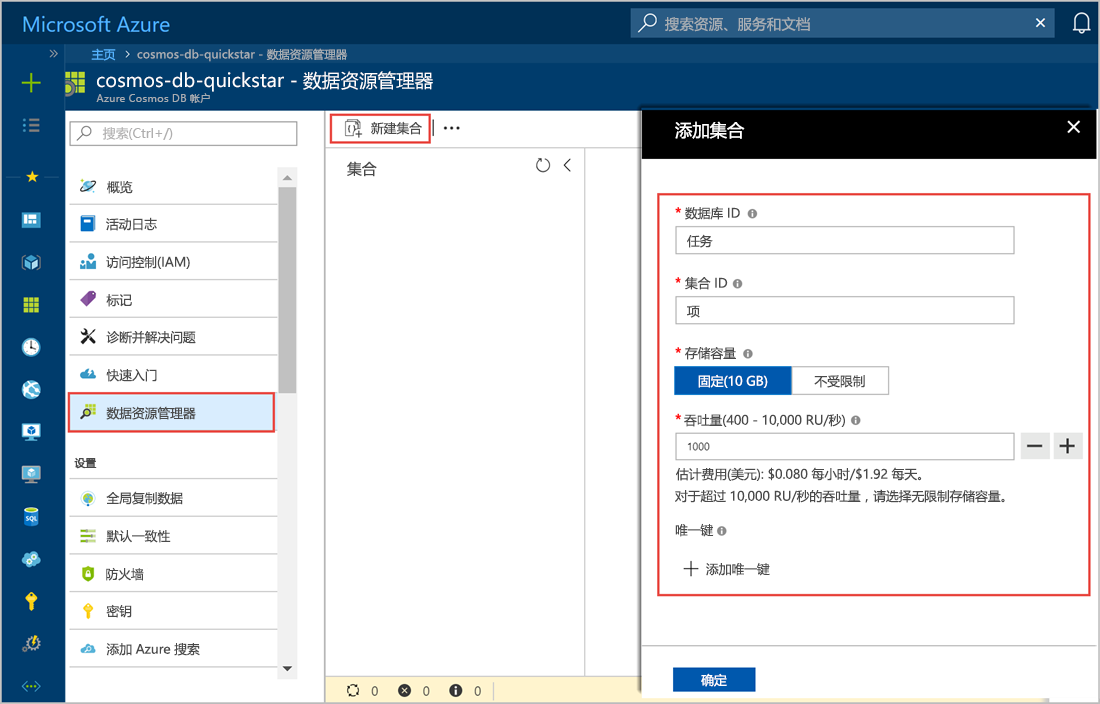 Microsoft Azure
搜索资源、服务和文档
主页 > cosmos-db-quickstar - 数据资源管理器
cosmos-db-quickstar - 数据资源管理器
Azure Cosmos DB 帐户
搜索(Ctrl+/)
概览
活动日志
访问控制(IAM)
标记
诊断并解决问题
快速入门
数据资源管理器
设置
全局复制数据
默认一致性
防火墙
密钥
添加 Azure 搜索
SQL
新建集合
集合
0 0 0
添加集合
* 数据库 ID
任务
* 集合 ID
项
* 存储容量
固定(10 GB) 不受限制
* 吞吐量(400 - 10,000 RU/秒)
1000
估计费用(美元): $0.080 每小时/$1.92 每天。
对于超过 10,000 RU/秒的吞吐量，请选择无限制存储容量。
唯一键
添加唯一键
确定